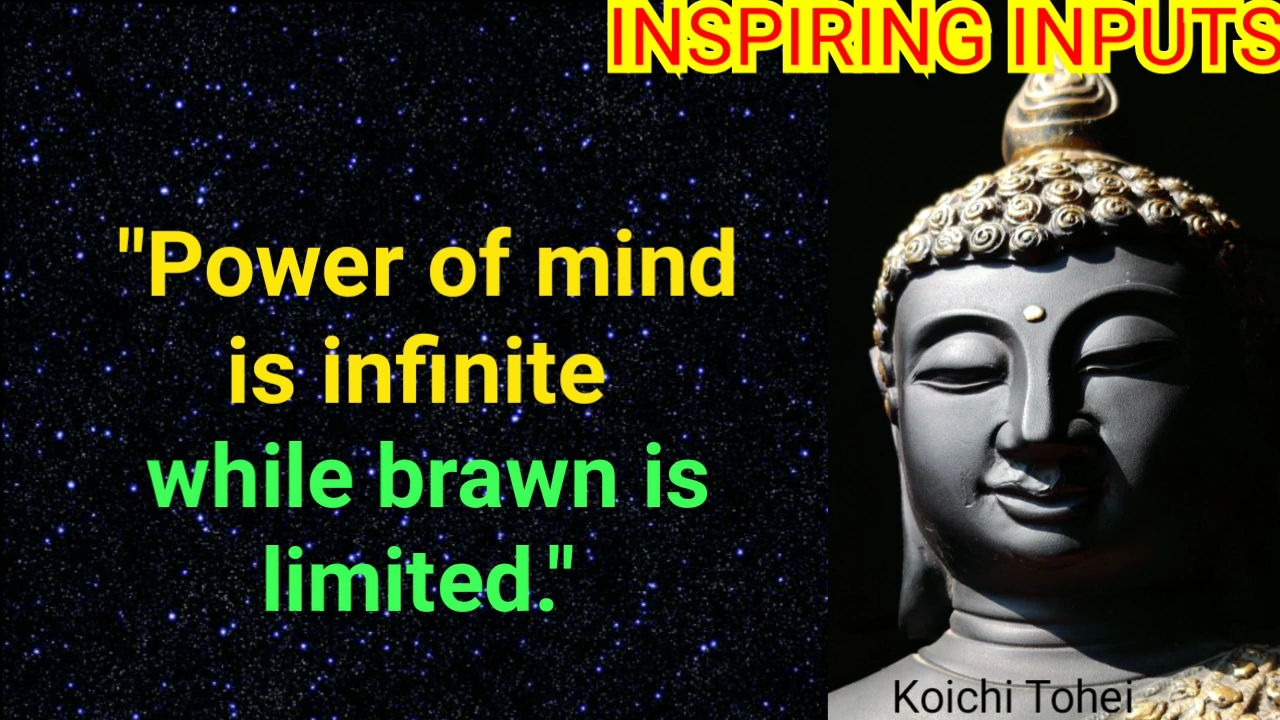 INSPIRING INPUTS
"Power of mind
is infinite
while brawn is
limited."
Koichi Tohei